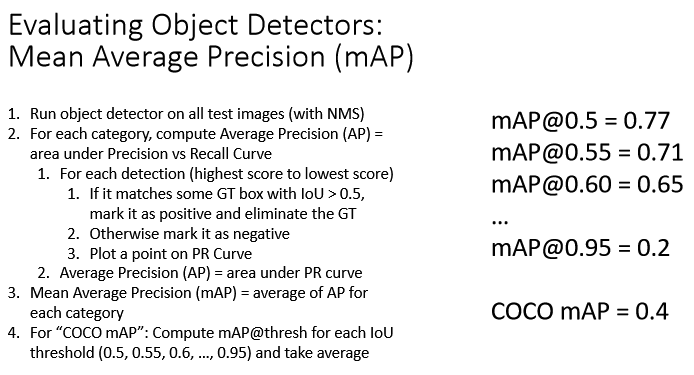 Evaluating Object Detectors:
Mean Average Precision (mAP)
1. Run object detector on all test images (with NMS)
2. For each category, compute Average Precision (AP) =
area under Precision vs Recall Curve
1. For each detection (highest score to lowest score)
1. If it matches some GT box with IoU > 0.5,
mark it as positive and eliminate the GT
2. Otherwise mark it as negative
3. Plot a point on PR Curve
2. Average Precision (AP) = area under PR curve
3. Mean Average Precision (mAP) = average of AP for
each category
4. For “COCO mAP”: Compute mAP@thresh for each IoU
threshold (0.5, 0.55, 0.6, ..., 0.95) and take average
mAP@0.5 = 0.77
mAP@0.55 = 0.71
mAP@0.60 = 0.65
...
mAP@0.95 = 0.2
COCO mAP = 0.4